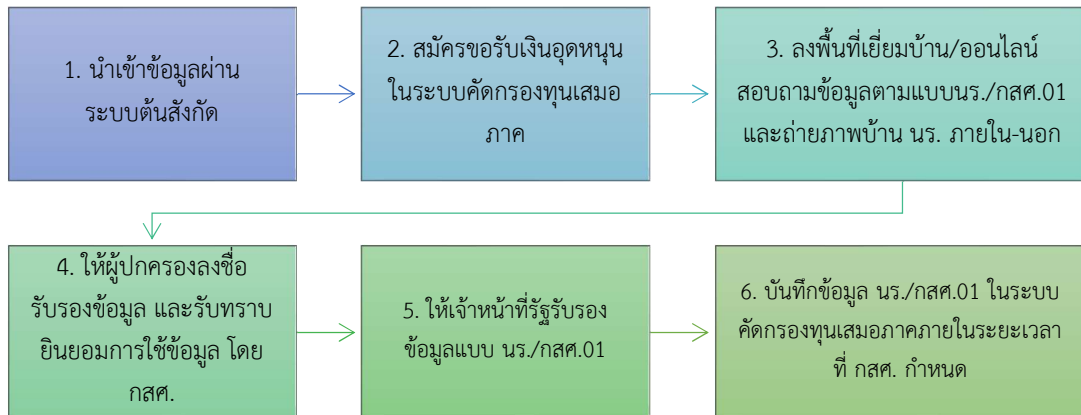 1. นำเข้าข้อมูลผ่าน
ระบบต้นสังกัด
2. สมัครขอรับเงินอุดหนุน
ในระบบคัดกรองทุนเสมอ
ภาค
3. ลงพื้นที่เยี่ยมบ้าน/ออนไลน์
สอบถามข้อมูลตามแบบนร./กสศ.01
และถ่ายภาพบ้าน นร. ภายใน-นอก
4. ให้ผู้ปกครองลงชื่อ
รับรองข้อมูล และรับทราบ
ยินยอมการใช้ข้อมูล โดย
กสศ.
5. ให้เจ้าหน้าที่รัฐรับรอง
ข้อมูลแบบ นร./กสศ.01
6. บันทึกข้อมูล นร./กสศ.01 ในระบบ
คัดกรองทุนเสมอภาคภายในระยะเวลา
ที่ กสศ. กำหนด